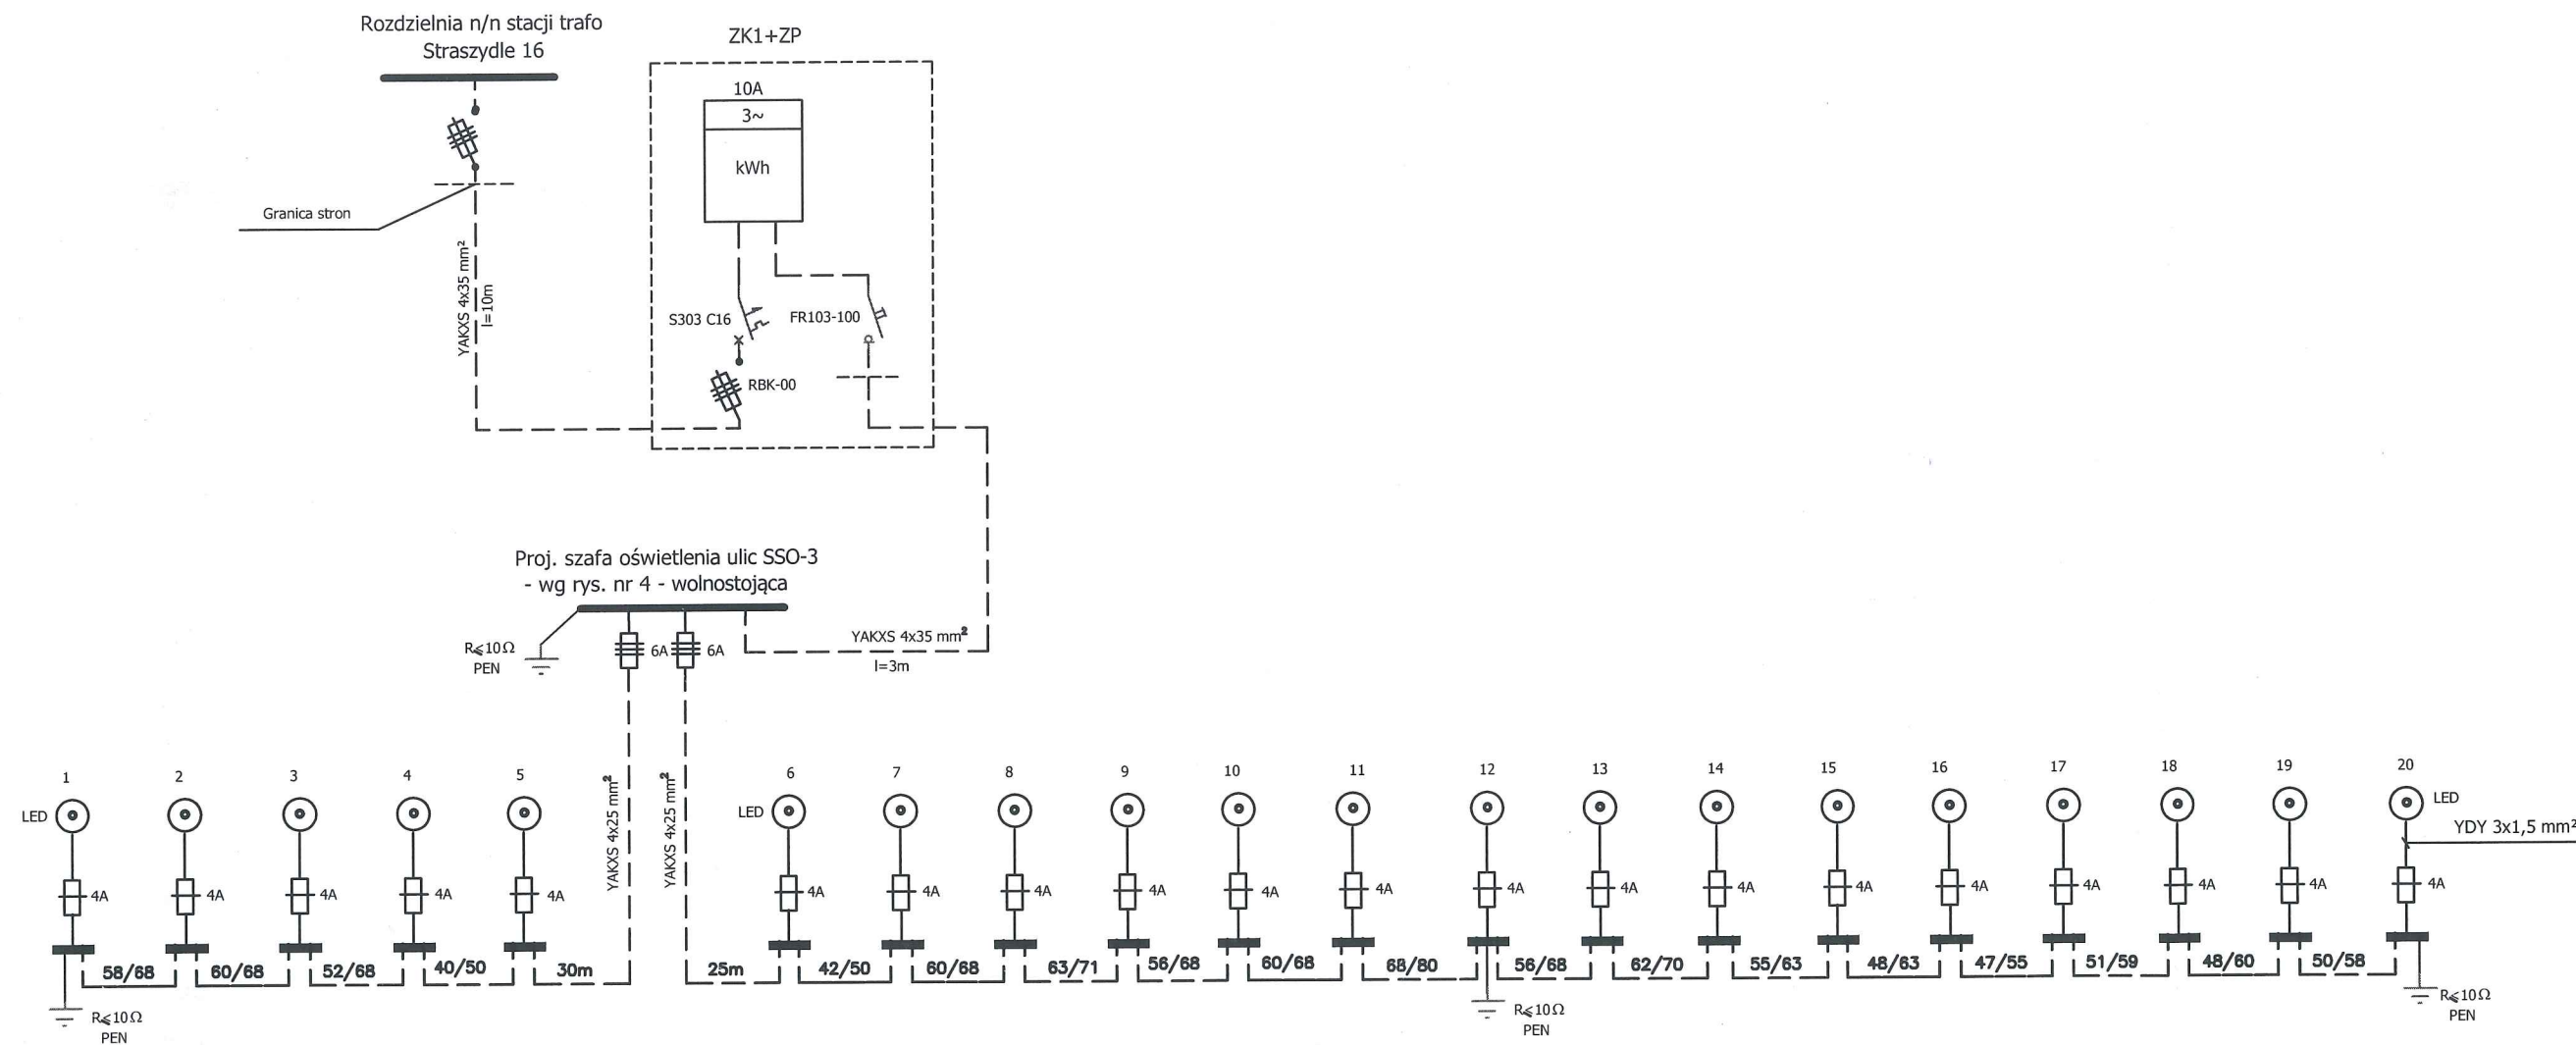 Rozdzielnia n/n stacji trafo
Straszydle 16
Granica stron
YAKXS 4x35 mm²
l=10m
ZK1+ZP
10A
3~
kWh
S303 C16
FR103-100
RBK-00
Proj. szafa oświetlenia ulic SSO-3
- wg rys. nr 4 - wolnostojąca
R⩽10Ω
PEN
6A
6A
YAKXS 4x35 mm²
l=3m
YAKXS 4x25 mm²
YAKXS 4x25 mm²
1 2 3 4 5 6 7 8 9 10 11 12 13 14 15 16 17 18 19 20
LED
LED
LED
YDY 3x1,5 mm²
4A 4A 4A 4A 4A 4A 4A 4A 4A 4A 4A 4A 4A 4A 4A 4A 4A 4A 4A 4A
58/68 60/68 52/68 40/50 30m 25m 42/50 60/68 63/71 56/68 60/68 68/80 56/68 62/70 55/63 48/63 47/55 51/59 48/60 50/58
R⩽10Ω
PEN
R⩽10Ω
PEN
R⩽10Ω
PEN